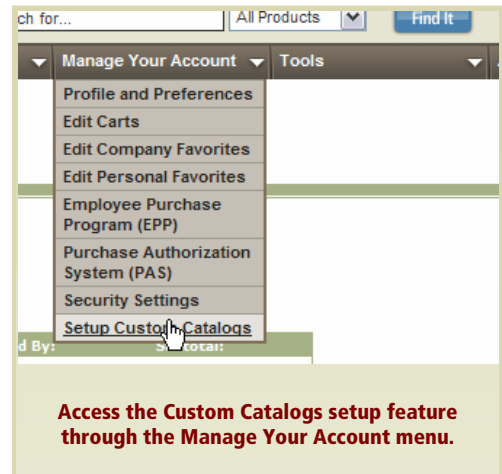 ch for...
All Products
Find It
Manage Your Account
Tools
Profile and Preferences
Edit Carts
Edit Company Favorites
Edit Personal Favorites
Employee Purchase
Program (EPP)
Purchase Authorization
System (PAS)
Security Settings
Setup Custom Catalogs
d By:
Subtotal:
Access the Custom Catalogs setup feature
through the Manage Your Account menu.